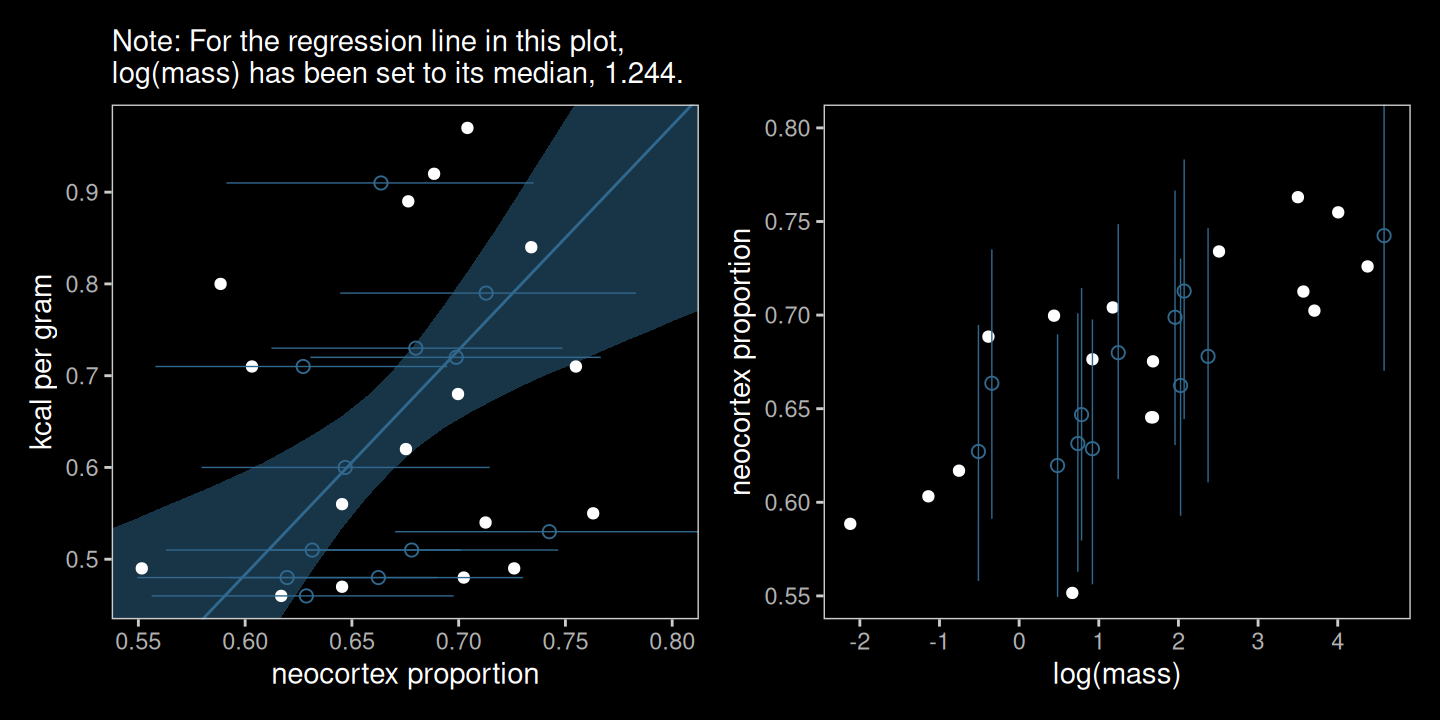 Note: For the regression line in this plot,
log(mass) has been set to its median, 1.244.
kcal per gram
0.9
0.8
0.7
0.6
0.5
0.55 0.60 0.65 0.70 0.75 0.80
neocortex proportion
neocortex proportion
0.80
0.75
0.70
0.65
0.60
0.55
-2 -1 0 1 2 3 4
log(mass)